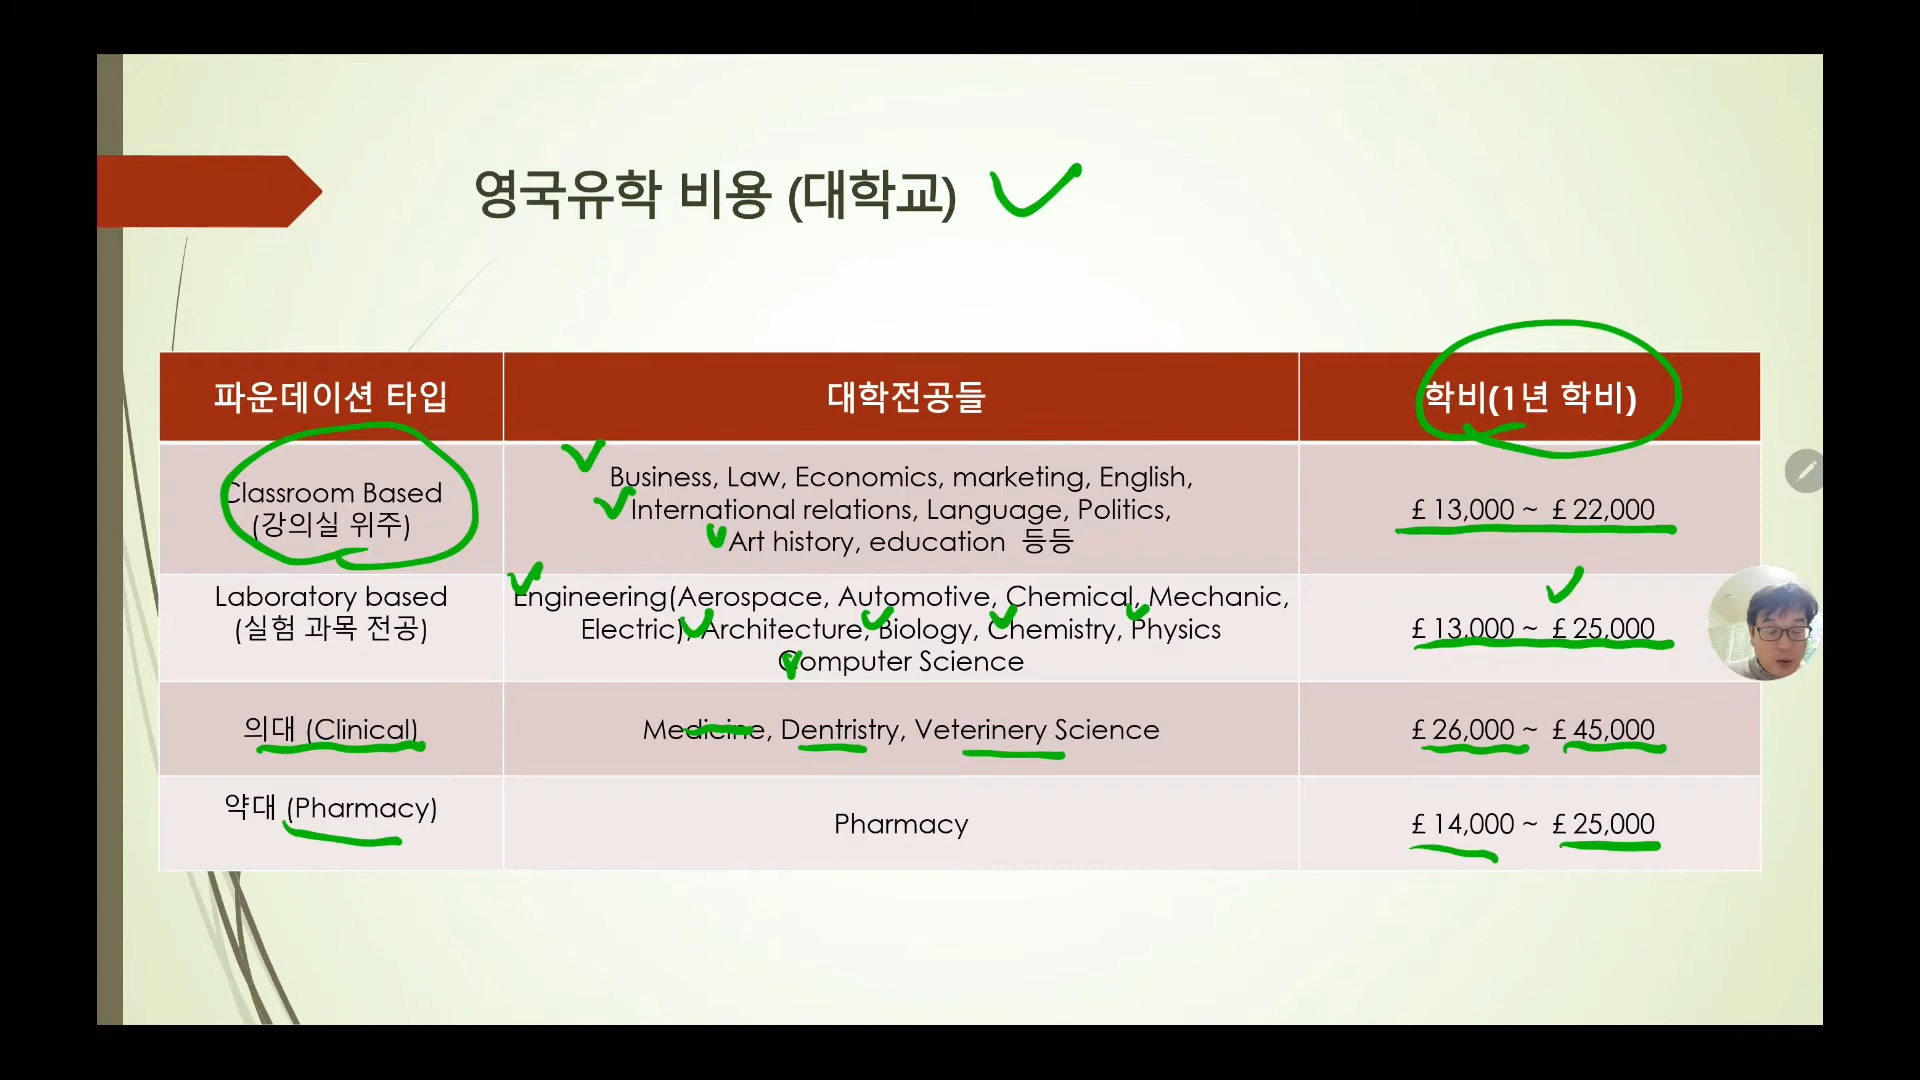 영국유학 비용 (대학교)
파운데이션 타입
대학전공들
학비(1년 학비)
Classroom Based
(강의실 위주)
Business, Law, Economics, marketing, English,
International relations, Language, Politics,
Art history, education 등등
£ 13,000 ~ £ 22,000
Laboratory based
(실험 과목 전공)
Engineering(Aerospace, Automotive, Chemical, Mechanic,
Electric), Architecture, Biology, Chemistry, Physics
Computer Science
£ 13,000 ~ £ 25,000
의대 (Clinical)
Medicine, Dentristry, Veterinery Science
£ 26,000 ~ £ 45,000
약대 (Pharmacy)
Pharmacy
£ 14,000 ~ £ 25,000